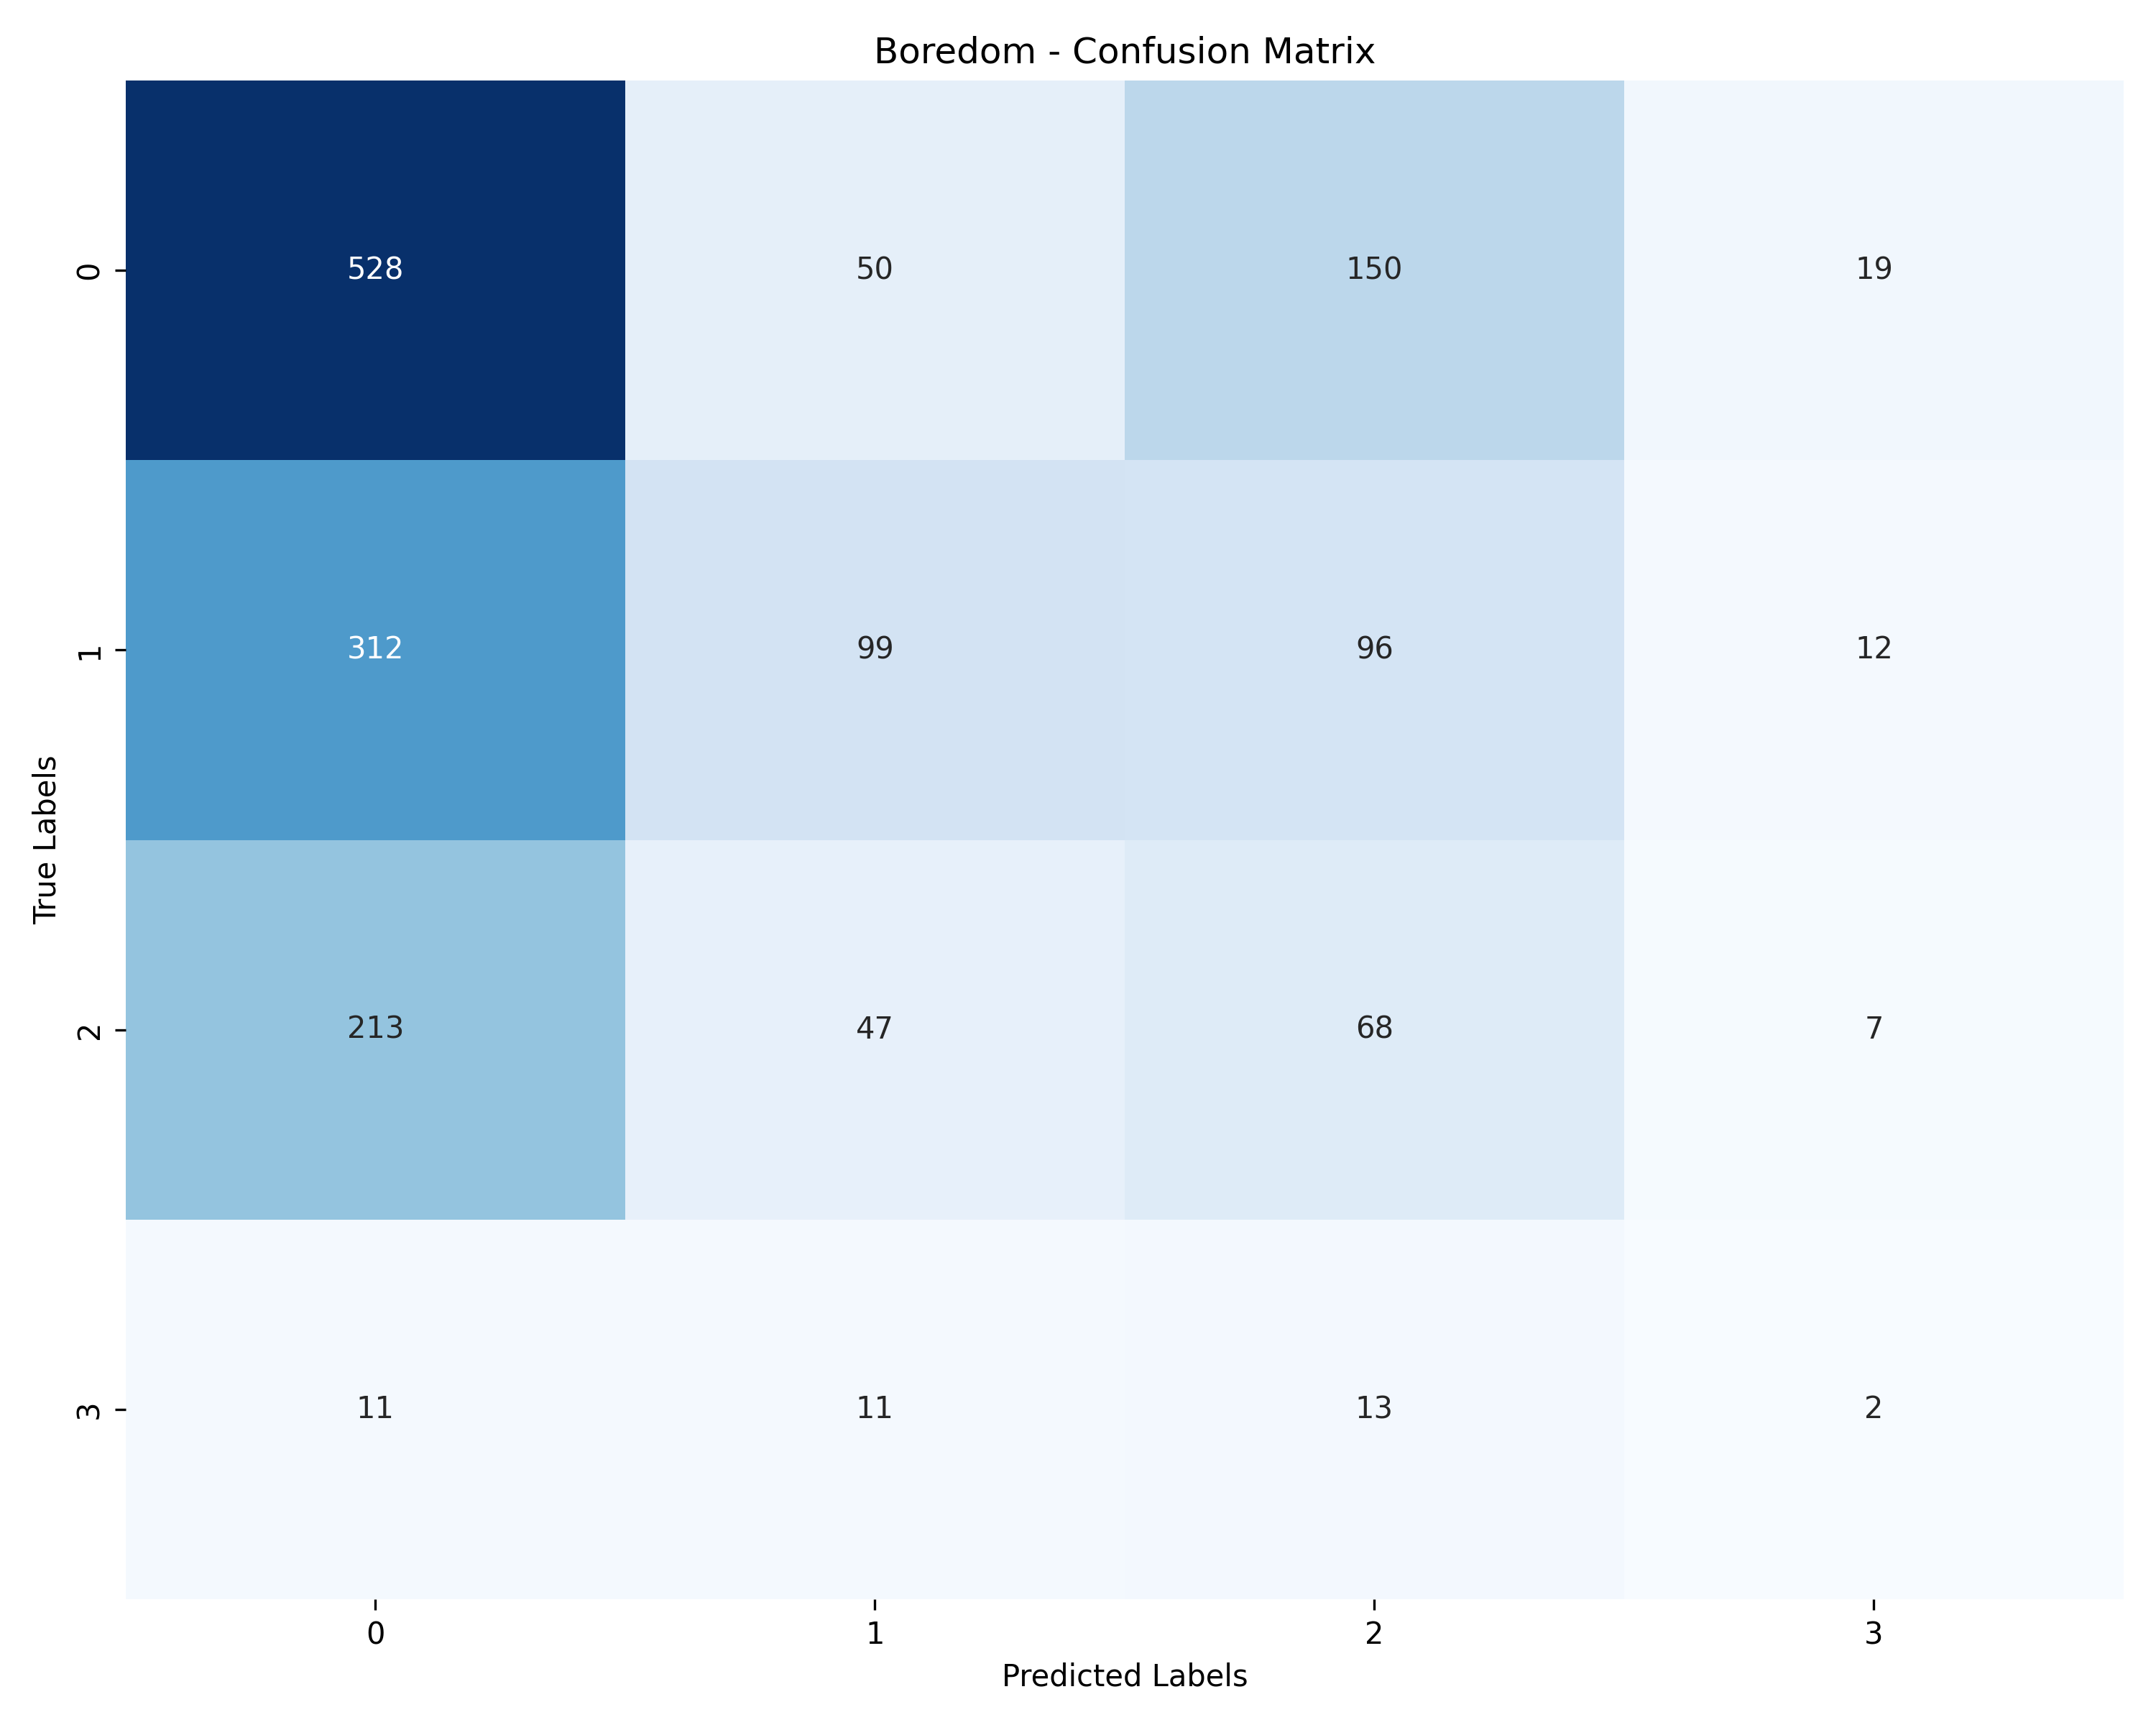 Boredom - Confusion Matrix
True Labels
0 528 50 150 19
1 312 99 96 12
2 213 47 68 7
3 11 11 13 2
0 1 2 3
Predicted Labels